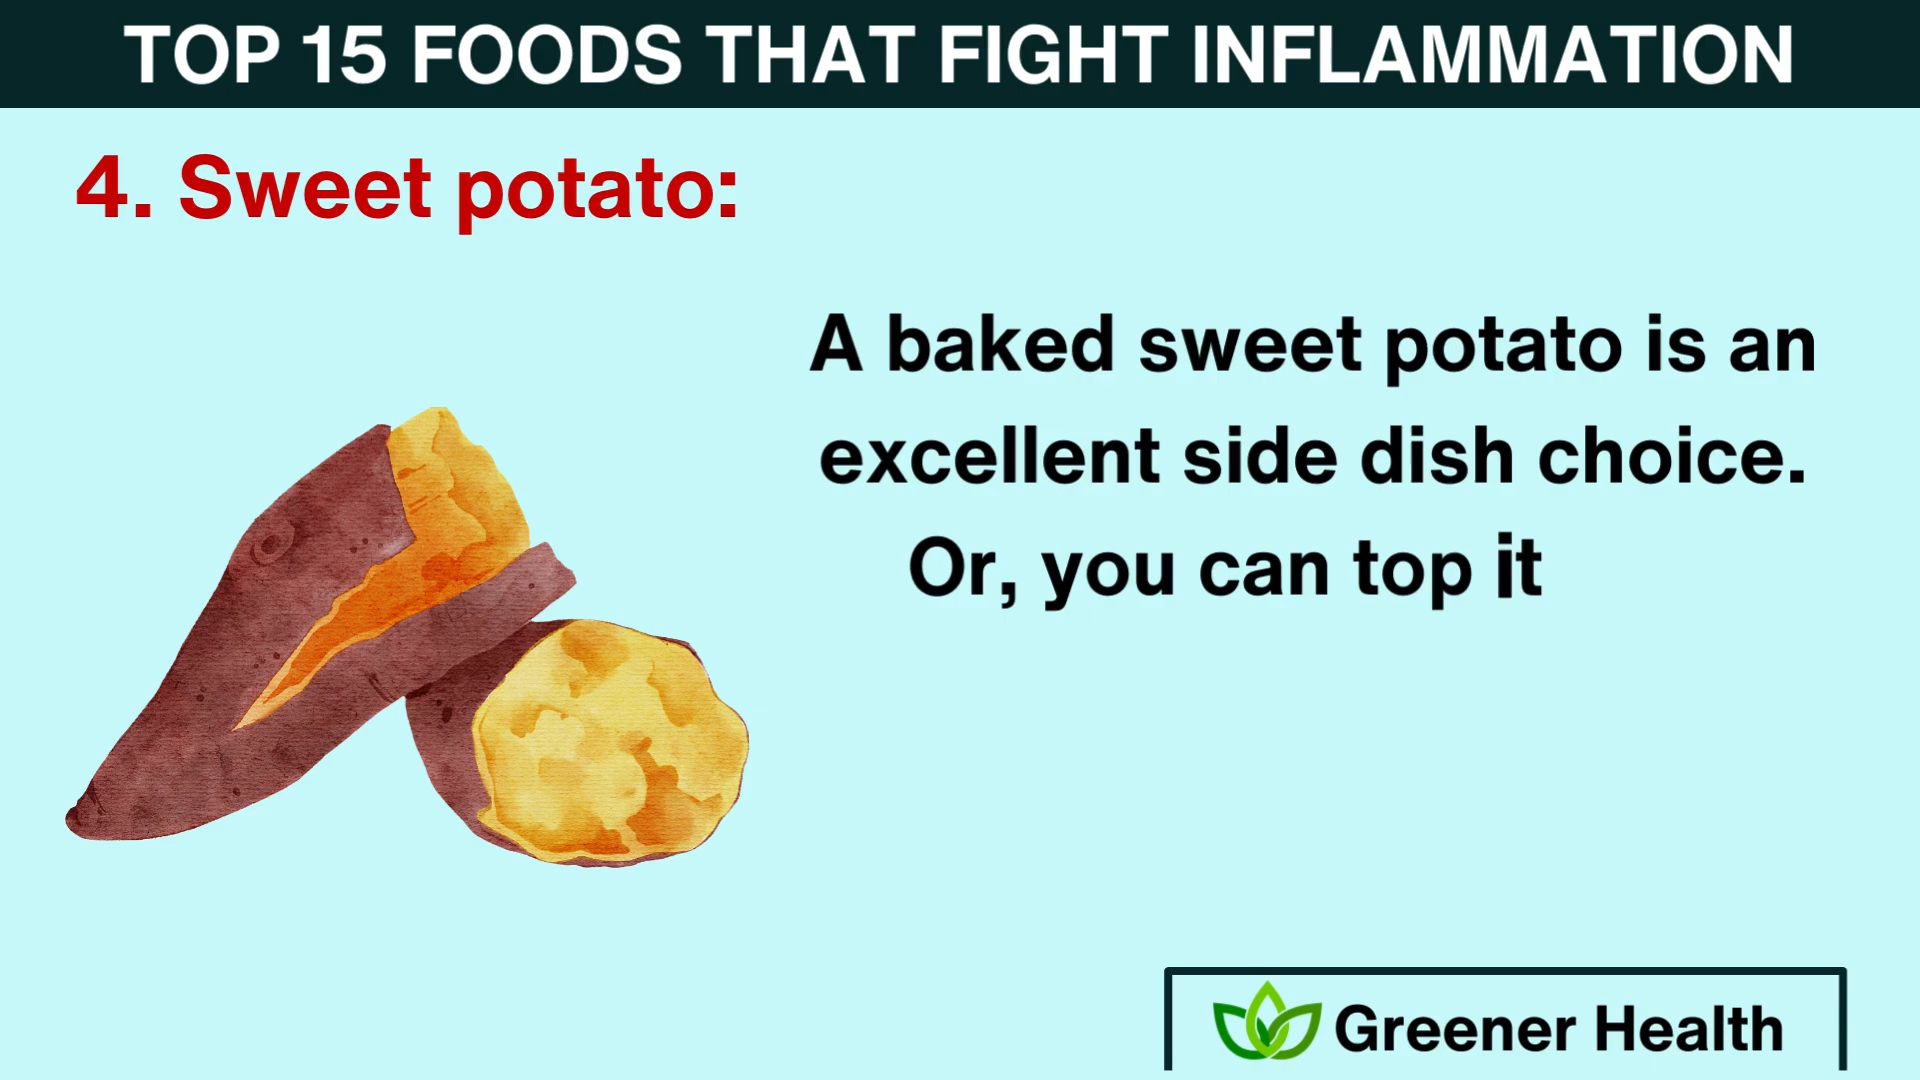 TOP 15 FOODS THAT FIGHT INFLAMMATION
4. Sweet potato:
A baked sweet potato is an
excellent side dish choice.
Or, you can top it
Greener Health